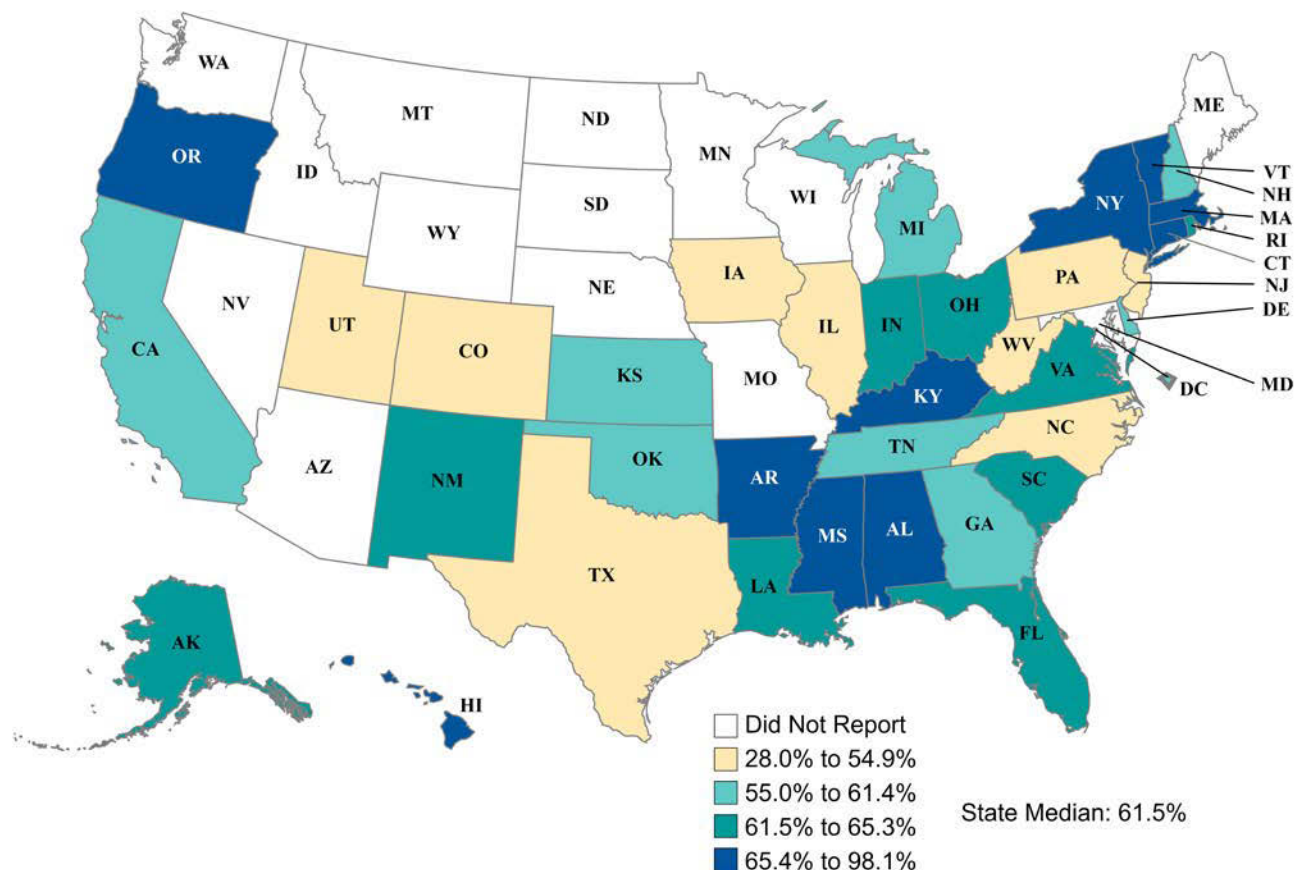 WA
MT
ND
MN
ME
OR
ID
WI
VT
NH
SD
NY
MA
WY
MI
RI
CT
IA
PA
NJ
NE
NV
UT
IL
IN
OH
DE
CO
WV
CA
KS
MO
VA
KY
DC
MD
NC
TN
AZ
OK
NM
AR
SC
MS
AL
GA
TX
LA
FL
AK
HI
Did Not Report
28.0% to 54.9%
55.0% to 61.4%
61.5% to 65.3%
65.4% to 98.1%
State Median: 61.5%